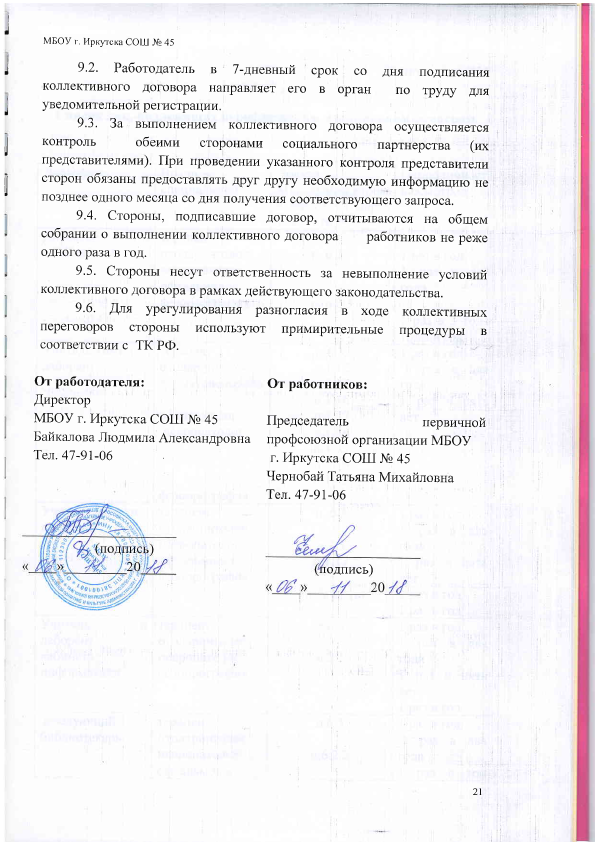 МБОУ г. Иркутска СОШ № 45
9.2. Работодатель в 7-дневный срок со дня подписания
коллективного договора направляет его в орган по труду для
уведомительной регистрации.
9.3. За выполнением коллективного договора осуществляется
контроль обеими сторонами социального партнерства (их
представителями). При проведении указанного контроля представители
сторон обязаны предоставлять друг другу необходимую информацию не
позднее одного месяца со дня получения соответствующего запроса.
9.4. Стороны, подписавшие договор, отчитываются на общем
собрании о выполнении коллективного договора работников не реже
одного раза в год.
9.5. Стороны несут ответственность за невыполнение условий
коллективного договора в рамках действующего законодательства.
9.6. Для урегулирования разногласия в ходе коллективных
переговоров стороны используют примирительные процедуры в
соответствии с ТК РФ.
От работодателя:
Директор
МБОУ г. Иркутска СОШ № 45
Байкалова Людмила Александровна
Тел. 47-91-06
(подпись)
« 06 » 11 20 18
От работников:
Председатель первичной
профсоюзной организации МБОУ
г. Иркутска СОШ № 45
Чернобай Татьяна Михайловна
Тел. 47-91-06
(подпись)
« 06 » 11 20 18
21